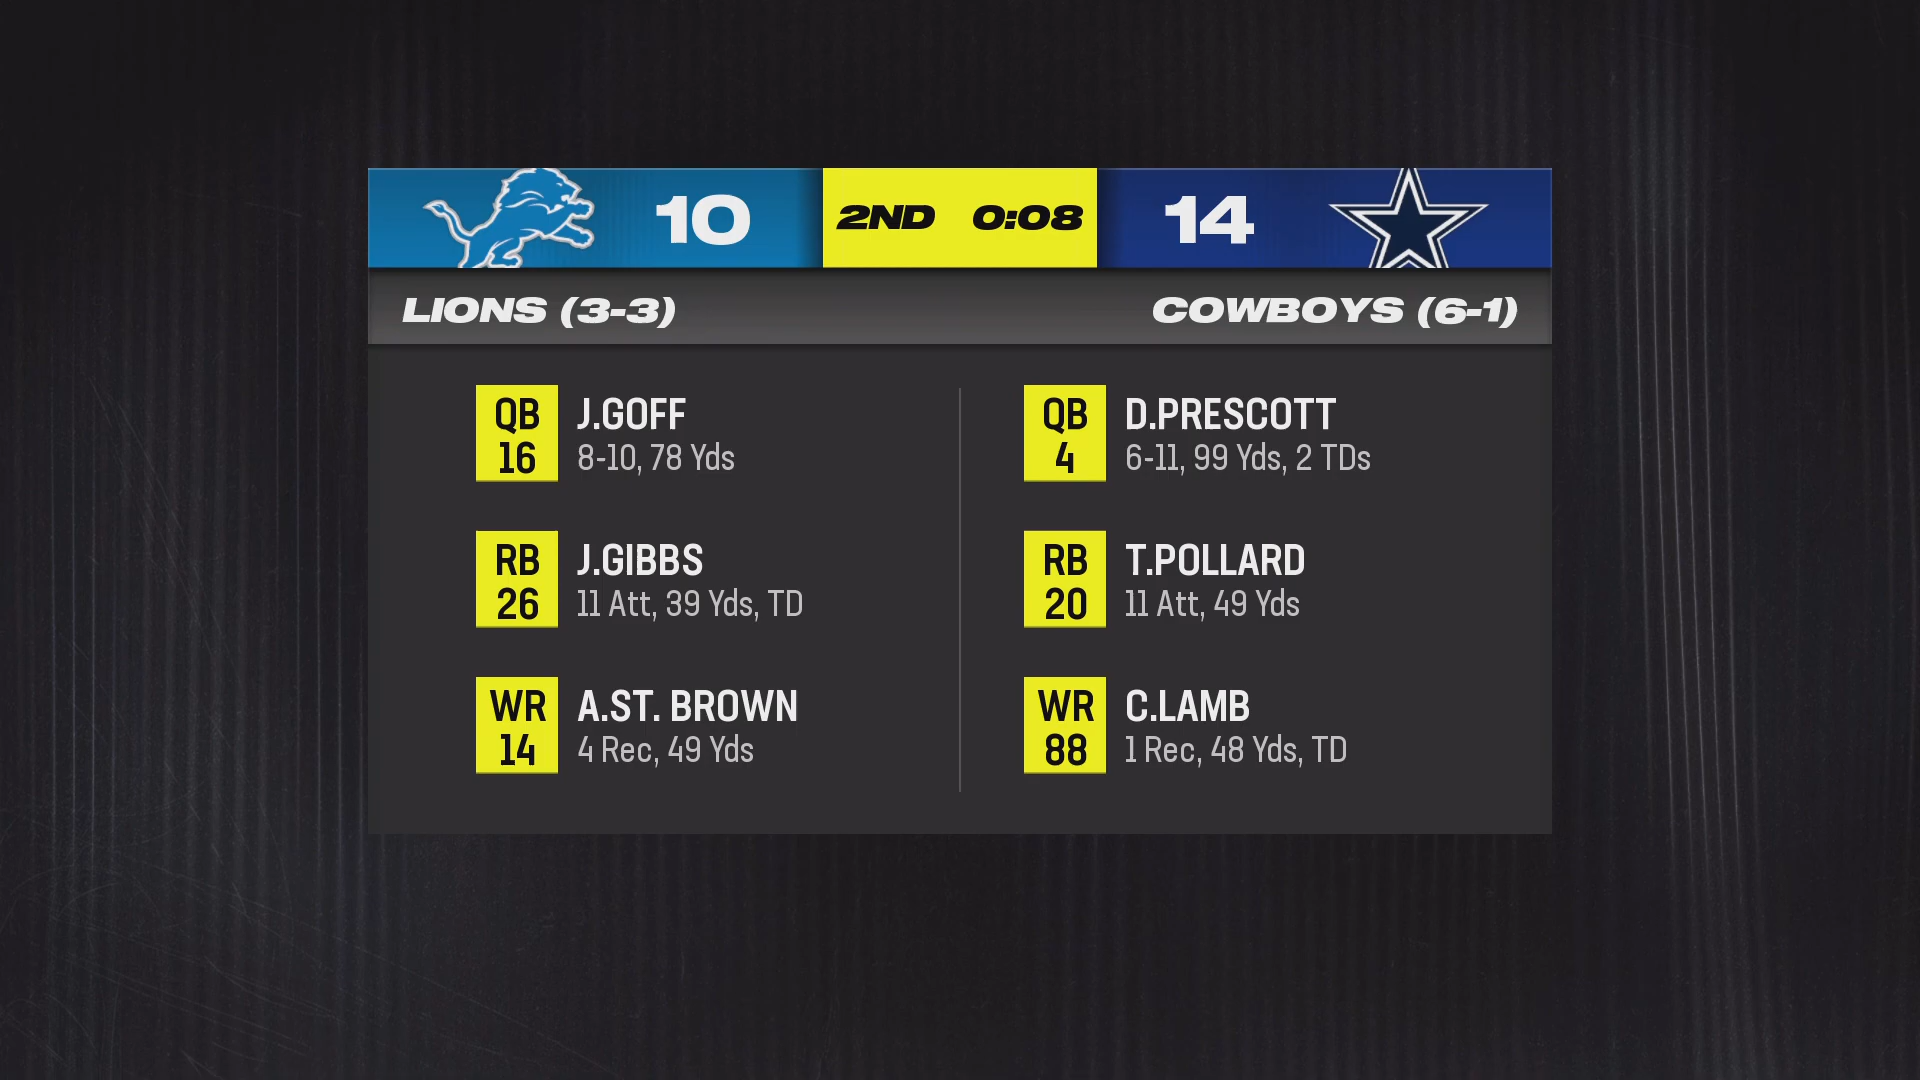 10 2ND 0:08 14
LIONS (3-3) COWBOYS (6-1)
QB
16
J.GOFF
8-10, 78 Yds
RB
26
J.GIBBS
11 Att, 39 Yds, TD
WR
14
A.ST. BROWN
4 Rec, 49 Yds
QB
4
D.PRESCOTT
6-11, 99 Yds, 2 TDs
RB
20
T.POLLARD
11 Att, 49 Yds
WR
88
C.LAMB
1 Rec, 48 Yds, TD